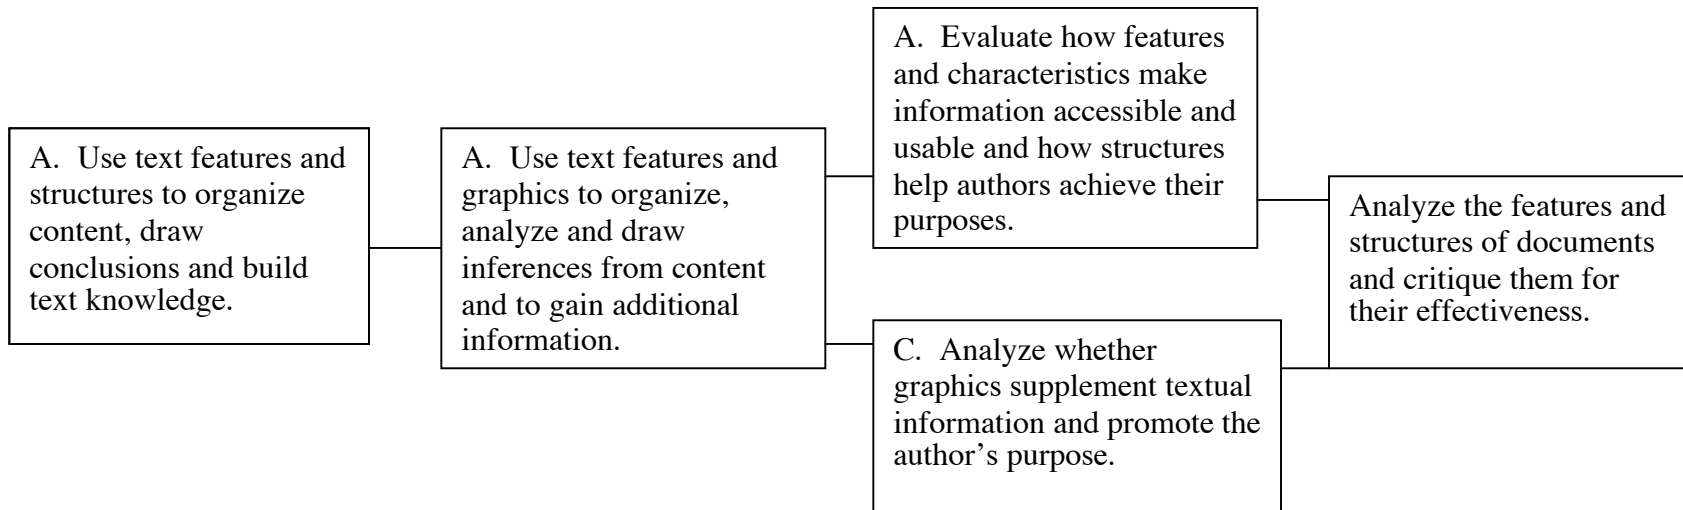 A. Use text features and
structures to organize
content, draw
conclusions and build
text knowledge.
A. Use text features and
graphics to organize,
analyze and draw
inferences from content
and to gain additional
information.
A. Evaluate how features
and characteristics make
information accessible and
usable and how structures
help authors achieve their
purposes.
C. Analyze whether
graphics supplement textual
information and promote the
author’s purpose.
Analyze the features and
structures of documents
and critique them for
their effectiveness.